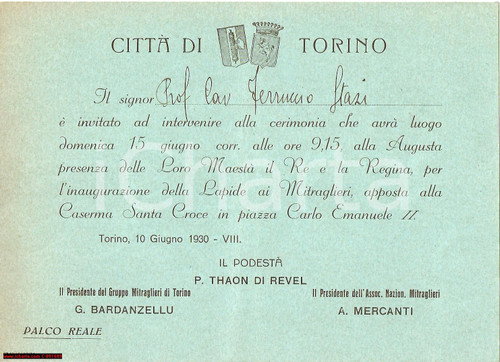 CITTÀ DI TORINO
Il signor Prof Cav Ferruccio Stasi
è invitato ad intervenire alla cerimonia che avrà luogo
domenica 15 giugno corr. alle ore 9,15, alla Augusta
presenza delle Loro Maestà il Re e la Regina, per
l'inaugurazione della Lapide ai Mitraglieri, apposta alla
Caserma Santa Croce in piazza Carlo Emanuele II.
Torino, 10 Giugno 1930 - VIII.
IL PODESTÀ
P. THAON DI REVEL
Il Presidente del Gruppo Mitraglieri di Torino
G. BARDANZELLU
Il Presidente dell'Assoc. Nazion. Mitraglieri
A. MERCANTI
PALCO REALE